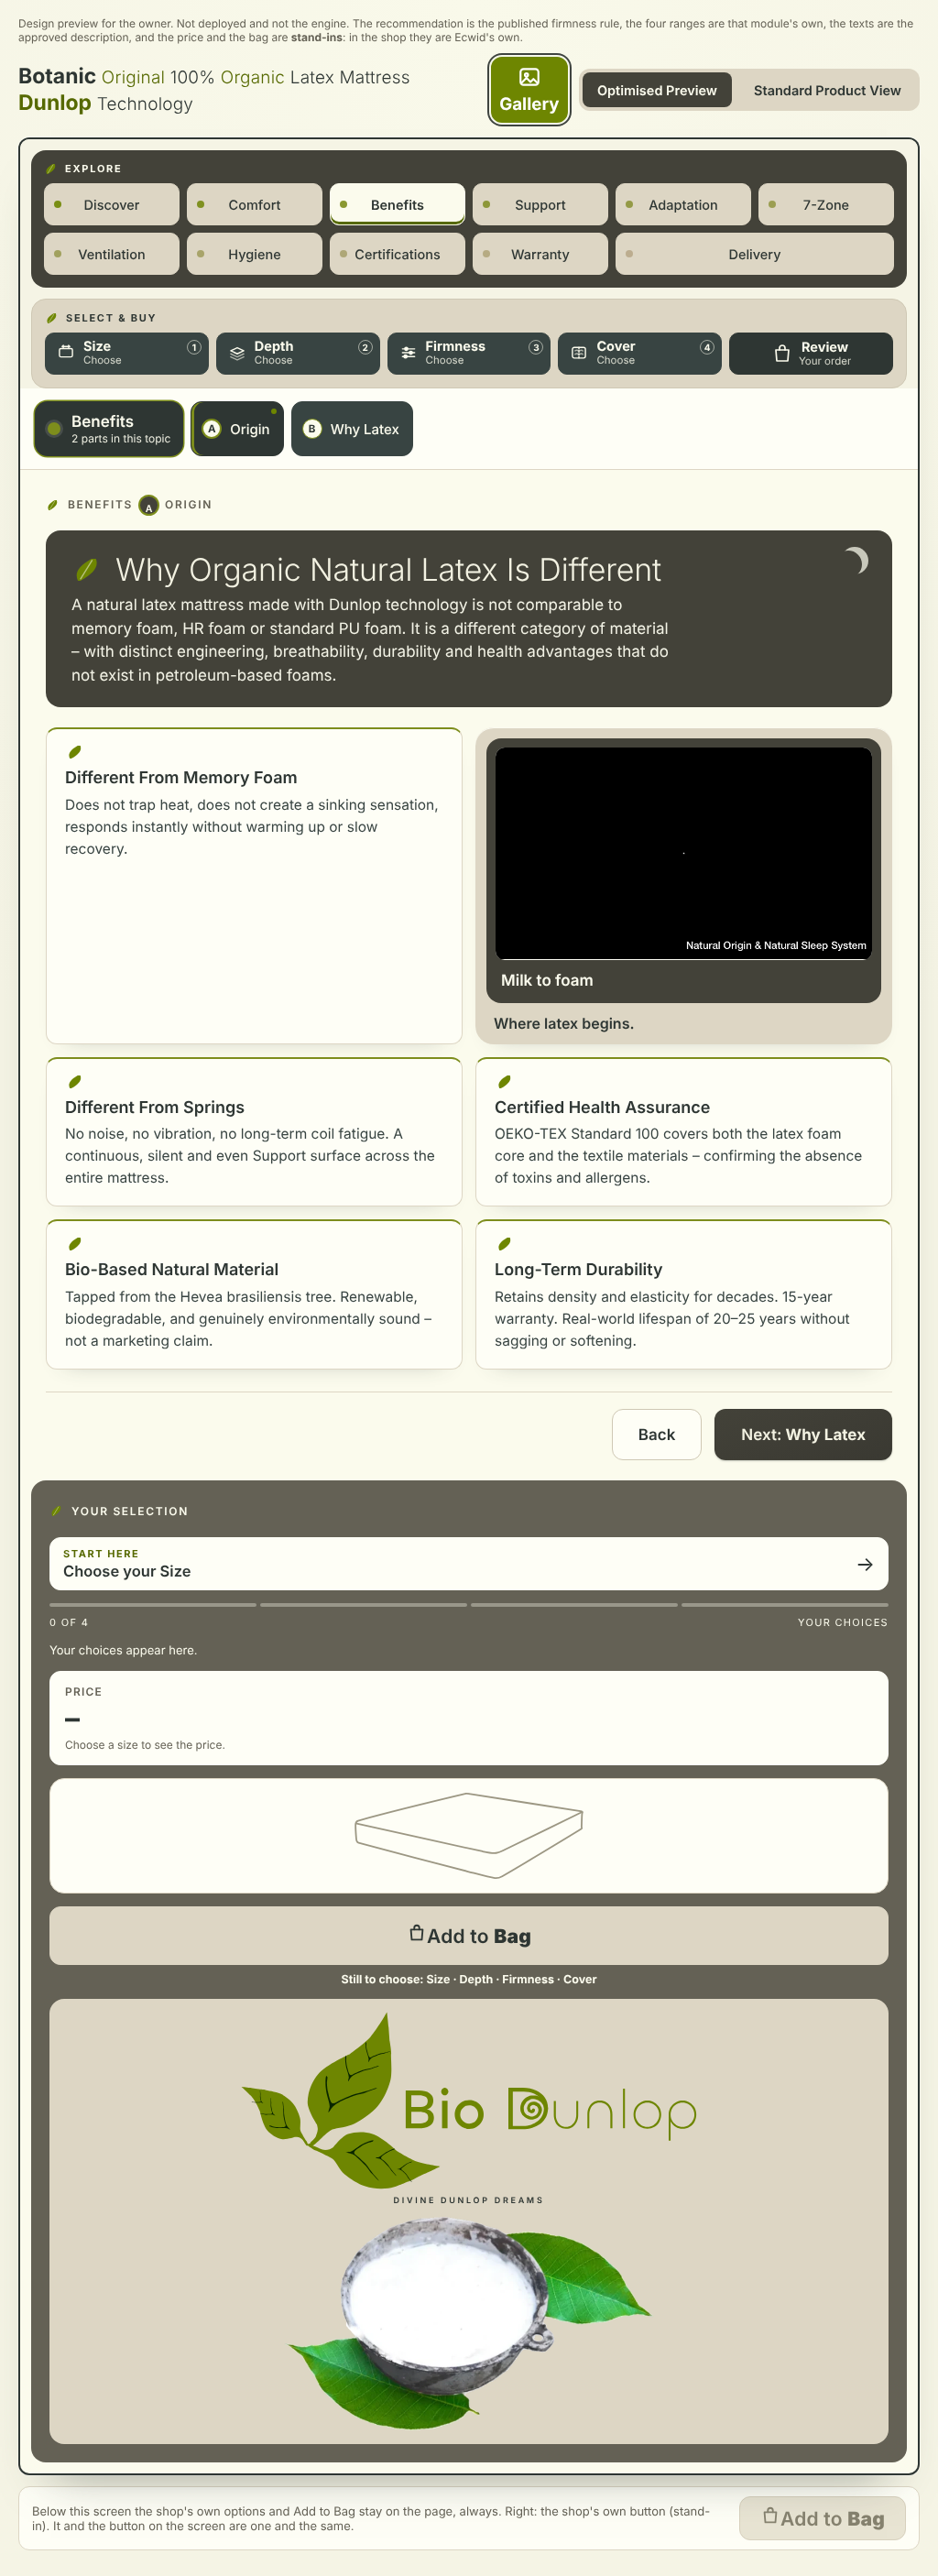 Design preview for the owner. Not deployed and not the engine. The recommendation is the published firmness rule, the four ranges are that module's own, the texts are the
approved description, and the price and the bag are stand-ins: in the shop they are Ecwid's own.
Botanic Original 100% Organic Latex Mattress
Dunlop Technology
Gallery
Optimised Preview
Standard Product View
EXPLORE
Discover
Comfort
Benefits
Support
Adaptation
7-Zone
Ventilation
Hygiene
Certifications
Warranty
Delivery
SELECT & BUY
Size
Choose
1
Depth
Choose
2
Firmness
Choose
3
Cover
Choose
4
Review
Your order
Benefits
2 parts in this topic
A Origin
B Why Latex
BENEFITS A ORIGIN
Why Organic Natural Latex Is Different
A natural latex mattress made with Dunlop technology is not comparable to
memory foam, HR foam or standard PU foam. It is a different category of material
– with distinct engineering, breathability, durability and health advantages that do
not exist in petroleum-based foams.
Different From Memory Foam
Does not trap heat, does not create a sinking sensation,
responds instantly without warming up or slow
recovery.
Natural Origin & Natural Sleep System
Milk to foam
Where latex begins.
Different From Springs
No noise, no vibration, no long-term coil fatigue. A
continuous, silent and even Support surface across the
entire mattress.
Certified Health Assurance
OEKO-TEX Standard 100 covers both the latex foam
core and the textile materials – confirming the absence
of toxins and allergens.
Bio-Based Natural Material
Tapped from the Hevea brasiliensis tree. Renewable,
biodegradable, and genuinely environmentally sound –
not a marketing claim.
Long-Term Durability
Retains density and elasticity for decades. 15-year
warranty. Real-world lifespan of 20–25 years without
sagging or softening.
Back
Next: Why Latex
YOUR SELECTION
START HERE
Choose your Size
0 OF 4
YOUR CHOICES
Your choices appear here.
PRICE
–
Choose a size to see the price.
Add to Bag
Still to choose: Size · Depth · Firmness · Cover
Bio Dunlop
DIVINE DUNLOP DREAMS
Below this screen the shop's own options and Add to Bag stay on the page, always. Right: the shop's own button (stand-
in). It and the button on the screen are one and the same.
Add to Bag